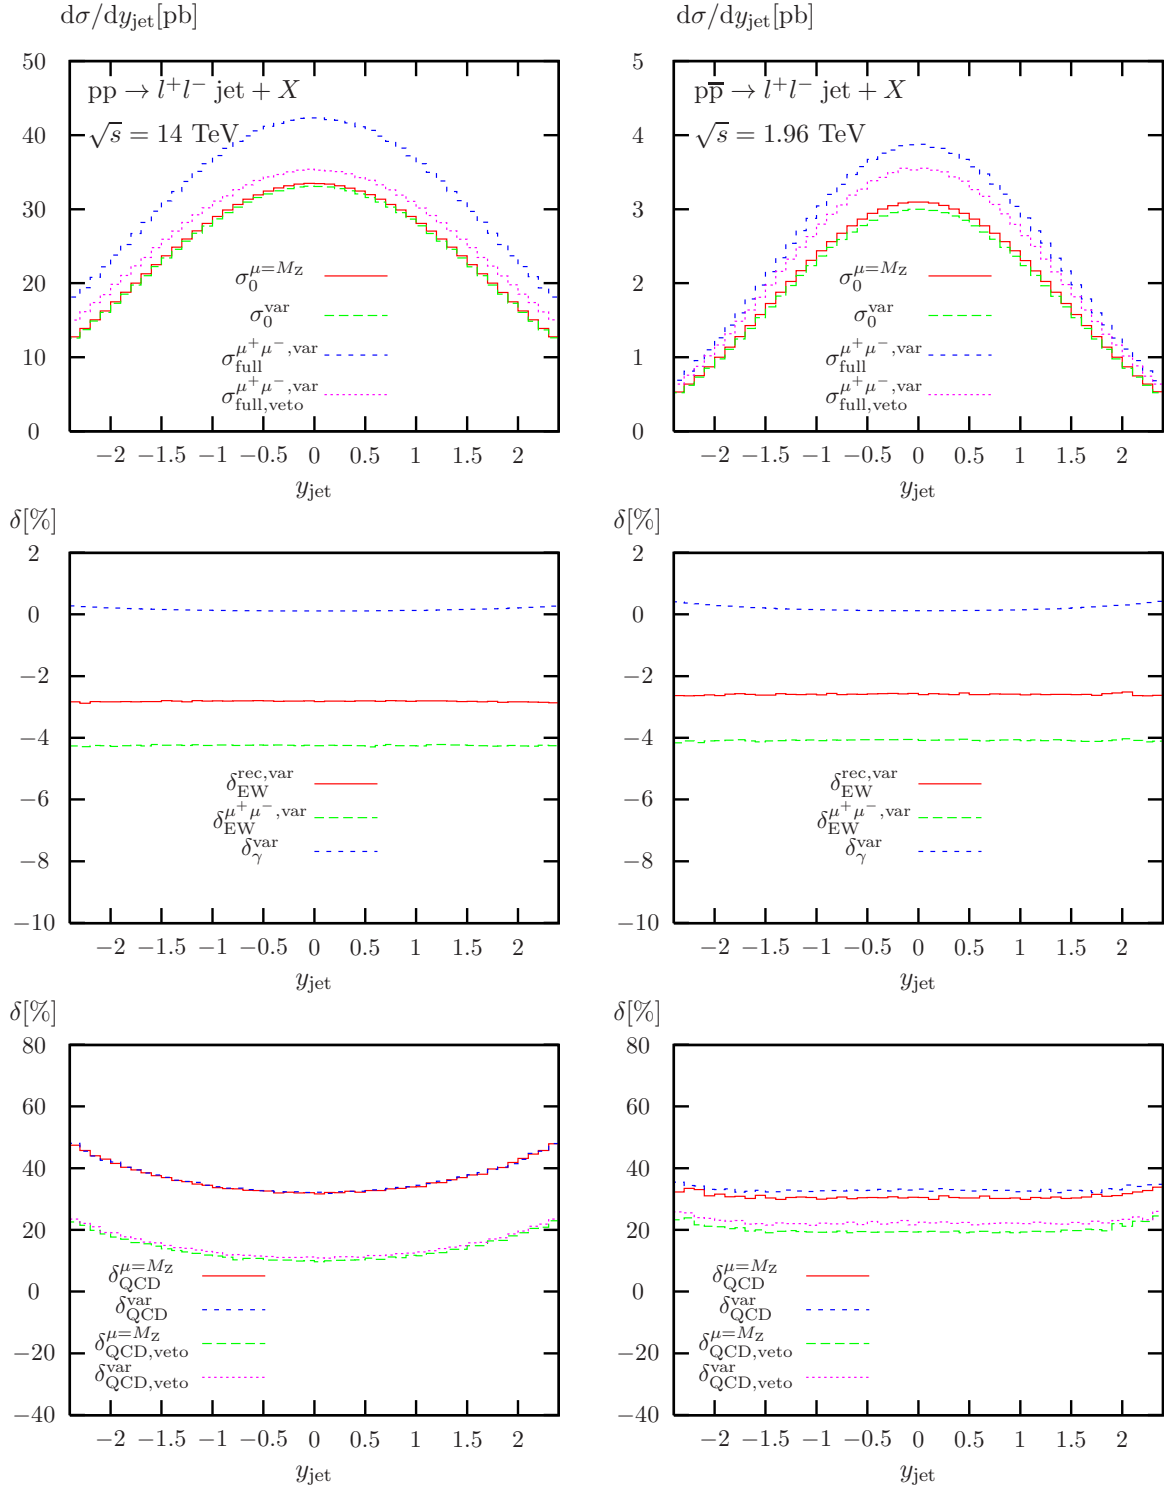 dσ/dy_jet[pb]
50
40
30
20
10
0
pp → l⁺l⁻ jet + X
√s = 14 TeV
σ₀^{μ=M_Z}
σ₀^{var}
σ_full^{μ⁺μ⁻,var}
σ_full,veto^{μ⁺μ⁻,var}
−2 −1.5 −1 −0.5 0 0.5 1 1.5 2
y_jet
dσ/dy_jet[pb]
5
4
3
2
1
0
pp̅ → l⁺l⁻ jet + X
√s = 1.96 TeV
σ₀^{μ=M_Z}
σ₀^{var}
σ_full^{μ⁺μ⁻,var}
σ_full,veto^{μ⁺μ⁻,var}
−2 −1.5 −1 −0.5 0 0.5 1 1.5 2
y_jet
δ[%]
2
0
−2
−4
−6
−8
−10
δ_EW^{rec,var}
δ_EW^{μ⁺μ⁻,var}
δ_γ^{var}
−2 −1.5 −1 −0.5 0 0.5 1 1.5 2
y_jet
δ[%]
2
0
−2
−4
−6
−8
−10
δ_EW^{rec,var}
δ_EW^{μ⁺μ⁻,var}
δ_γ^{var}
−2 −1.5 −1 −0.5 0 0.5 1 1.5 2
y_jet
δ[%]
80
60
40
20
0
−20
−40
δ_QCD^{μ=M_Z}
δ_QCD^{var}
δ_QCD,veto^{μ=M_Z}
δ_QCD,veto^{var}
−2 −1.5 −1 −0.5 0 0.5 1 1.5 2
y_jet
δ[%]
80
60
40
20
0
−20
−40
δ_QCD^{μ=M_Z}
δ_QCD^{var}
δ_QCD,veto^{μ=M_Z}
δ_QCD,veto^{var}
−2 −1.5 −1 −0.5 0 0.5 1 1.5 2
y_jet